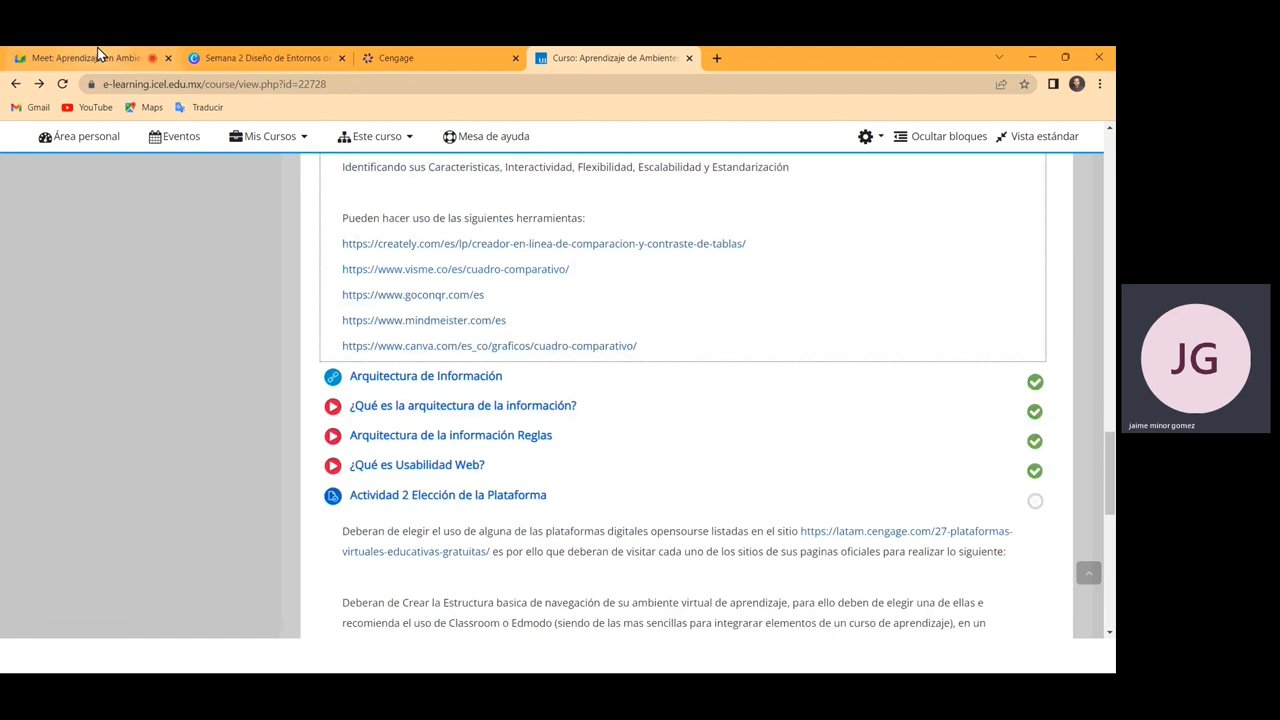 Meet: Aprendizaje en Ambie
Semana 2 Diseño de Entornos de
Cengage
Curso: Aprendizaje de Ambientes
e-learning.icel.edu.mx/course/view.php?id=22728
Gmail
YouTube
Maps
Traducir
Área personal
Eventos
Mis Cursos
Este curso
Mesa de ayuda
Ocultar bloques
Vista estándar
Identificando sus Caracteristicas, Interactividad, Flexibilidad, Escalabilidad y Estandarización
Pueden hacer uso de las siguientes herramientas:
https://creately.com/es/lp/creador-en-linea-de-comparacion-y-contraste-de-tablas/
https://www.visme.co/es/cuadro-comparativo/
https://www.goconqr.com/es
https://www.mindmeister.com/es
https://www.canva.com/es_co/graficos/cuadro-comparativo/
Arquitectura de Información
¿Qué es la arquitectura de la información?
Arquitectura de la información Reglas
¿Qué es Usabilidad Web?
Actividad 2 Elección de la Plataforma
Deberan de elegir el uso de alguna de las plataformas digitales opensourse listadas en el sitio https://latam.cengage.com/27-plataformas-
virtuales-educativas-gratuitas/ es por ello que deberan de visitar cada uno de los sitios de sus paginas oficiales para realizar lo siguiente:
Deberan de Crear la Estructura basica de navegación de su ambiente virtual de aprendizaje, para ello deben de elegir una de ellas e
recomienda el uso de Classroom o Edmodo (siendo de las mas sencillas para integrarar elementos de un curso de aprendizaje), en un
JG
jaime minor gomez